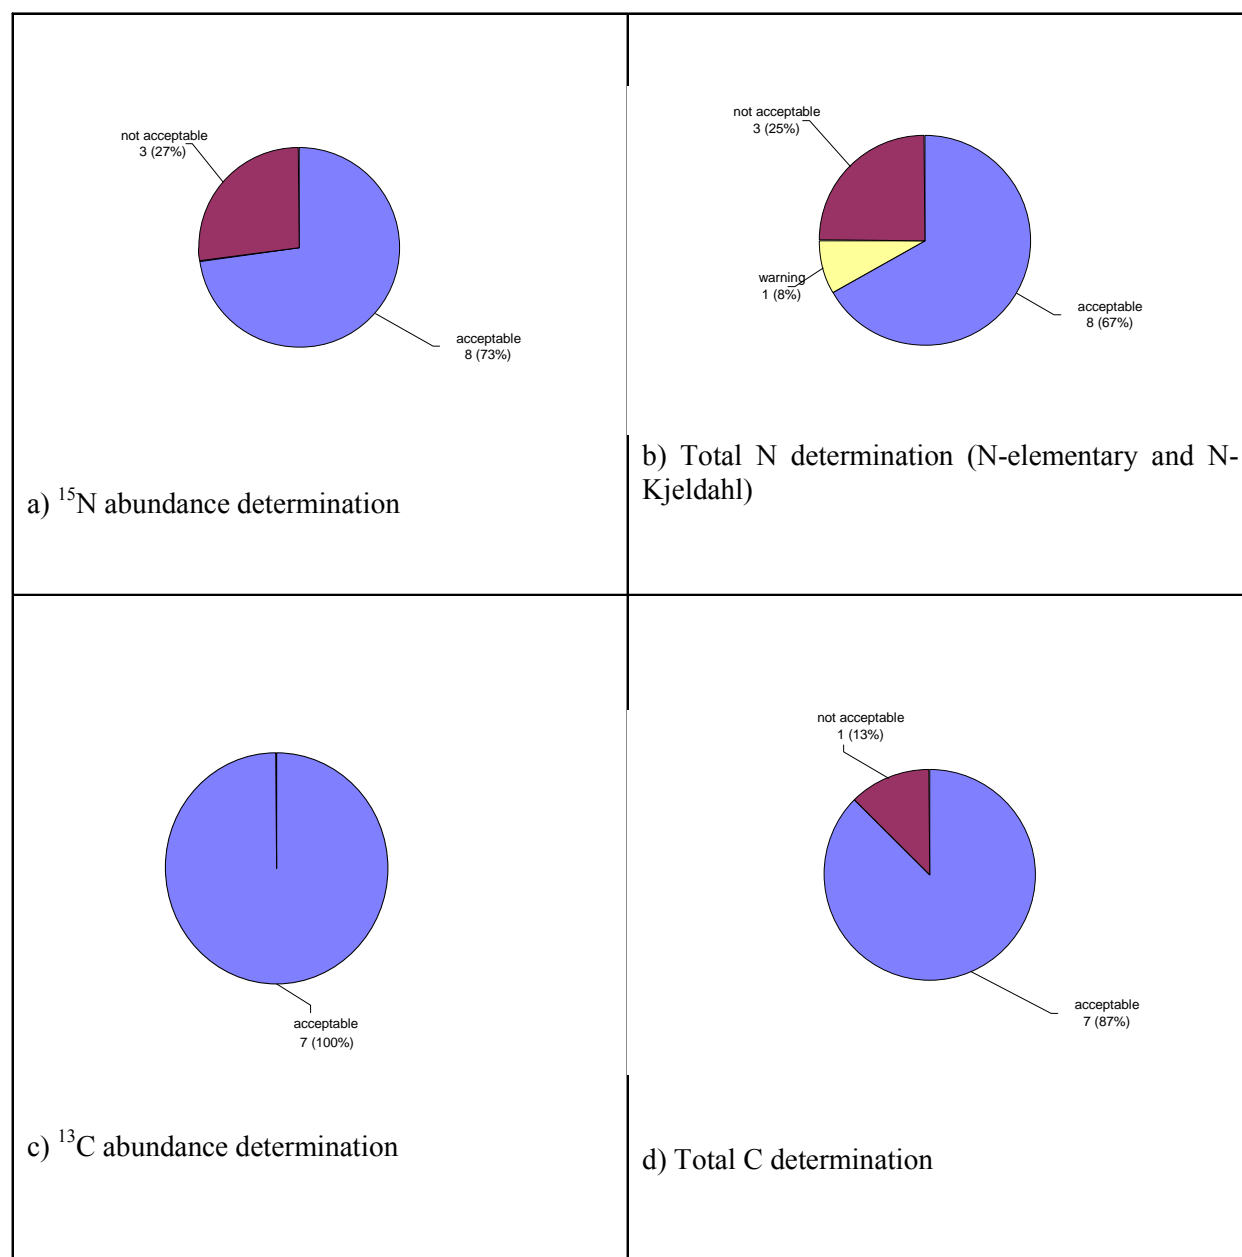 not acceptable
3 (27%)
acceptable
8 (73%)
a) ¹⁵N abundance determination
not acceptable
3 (25%)
warning
1 (8%)
acceptable
8 (67%)
b) Total N determination (N-elementary and N-
Kjeldahl)
acceptable
7 (100%)
c) ¹³C abundance determination
not acceptable
1 (13%)
acceptable
7 (87%)
d) Total C determination